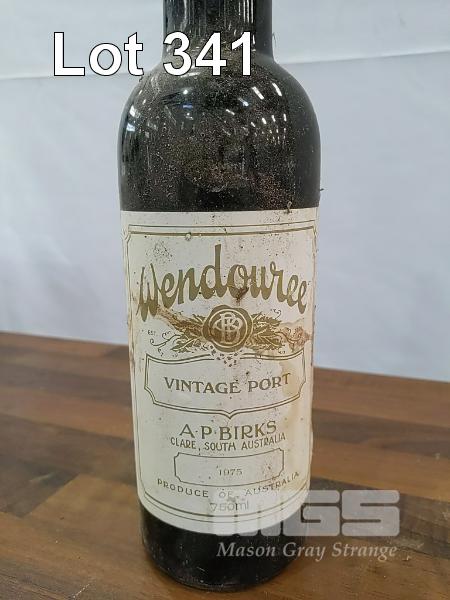 Lot 341
Wendouree
EST.
VINTAGE PORT
A·P·BIRKS
CLARE, SOUTH AUSTRALIA
1975
PRODUCE OF AUSTRALIA
750ml
MGS
Mason Gray Strange